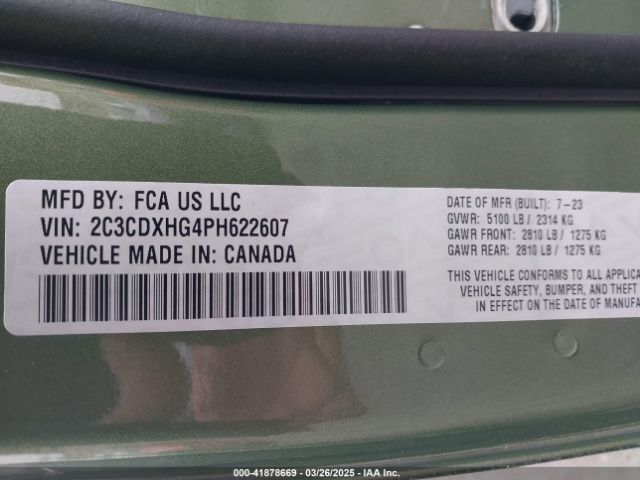 MFD BY: FCA US LLC
VIN: 2C3CDXHG4PH622607
VEHICLE MADE IN: CANADA
DATE OF MFR (BUILT): 7-23
GVWR: 5100 LB / 2314 KG
GAWR FRONT: 2810 LB / 1275 KG
GAWR REAR: 2810 LB / 1275 KG
THIS VEHICLE CONFORMS TO ALL APPLICA
VEHICLE SAFETY, BUMPER, AND THEFT
IN EFFECT ON THE DATE OF MANUFA
000-41878669 - 03/26/2025 - IAA Inc.